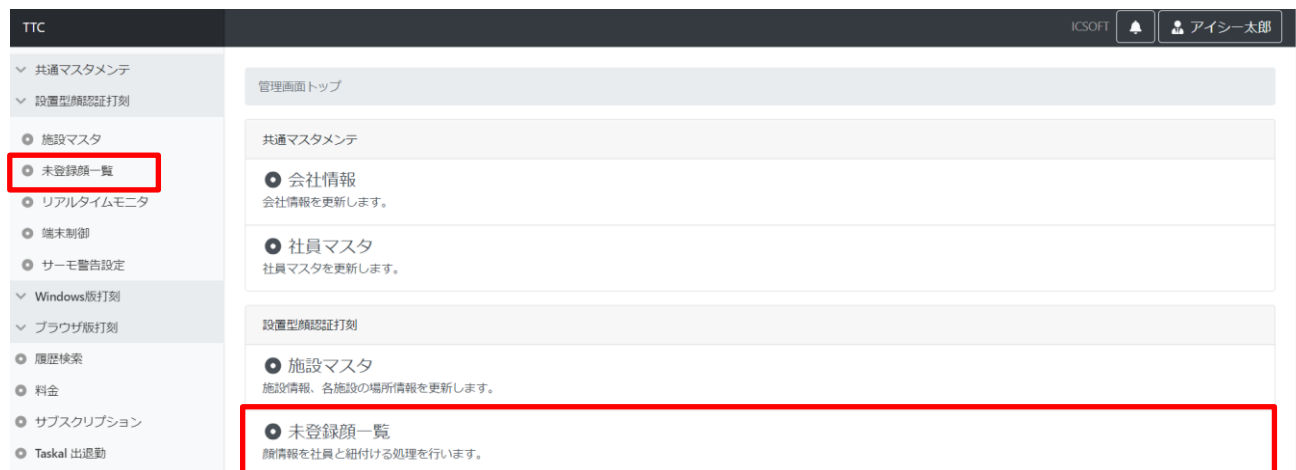 TTC
ICSOFT
アイシー太郎
共通マスタメンテ
設置型顔認証打刻
施設マスタ
未登録顔一覧
リアルタイムモニタ
端末制御
サーモ警告設定
Windows版打刻
ブラウザ版打刻
履歴検索
料金
サブスクリプション
Taskal 出退勤
管理画面トップ
共通マスタメンテ
会社情報
会社情報を更新します。
社員マスタ
社員マスタを更新します。
設置型顔認証打刻
施設マスタ
施設情報、各施設の場所情報を更新します。
未登録顔一覧
顔情報を社員と紐付ける処理を行います。